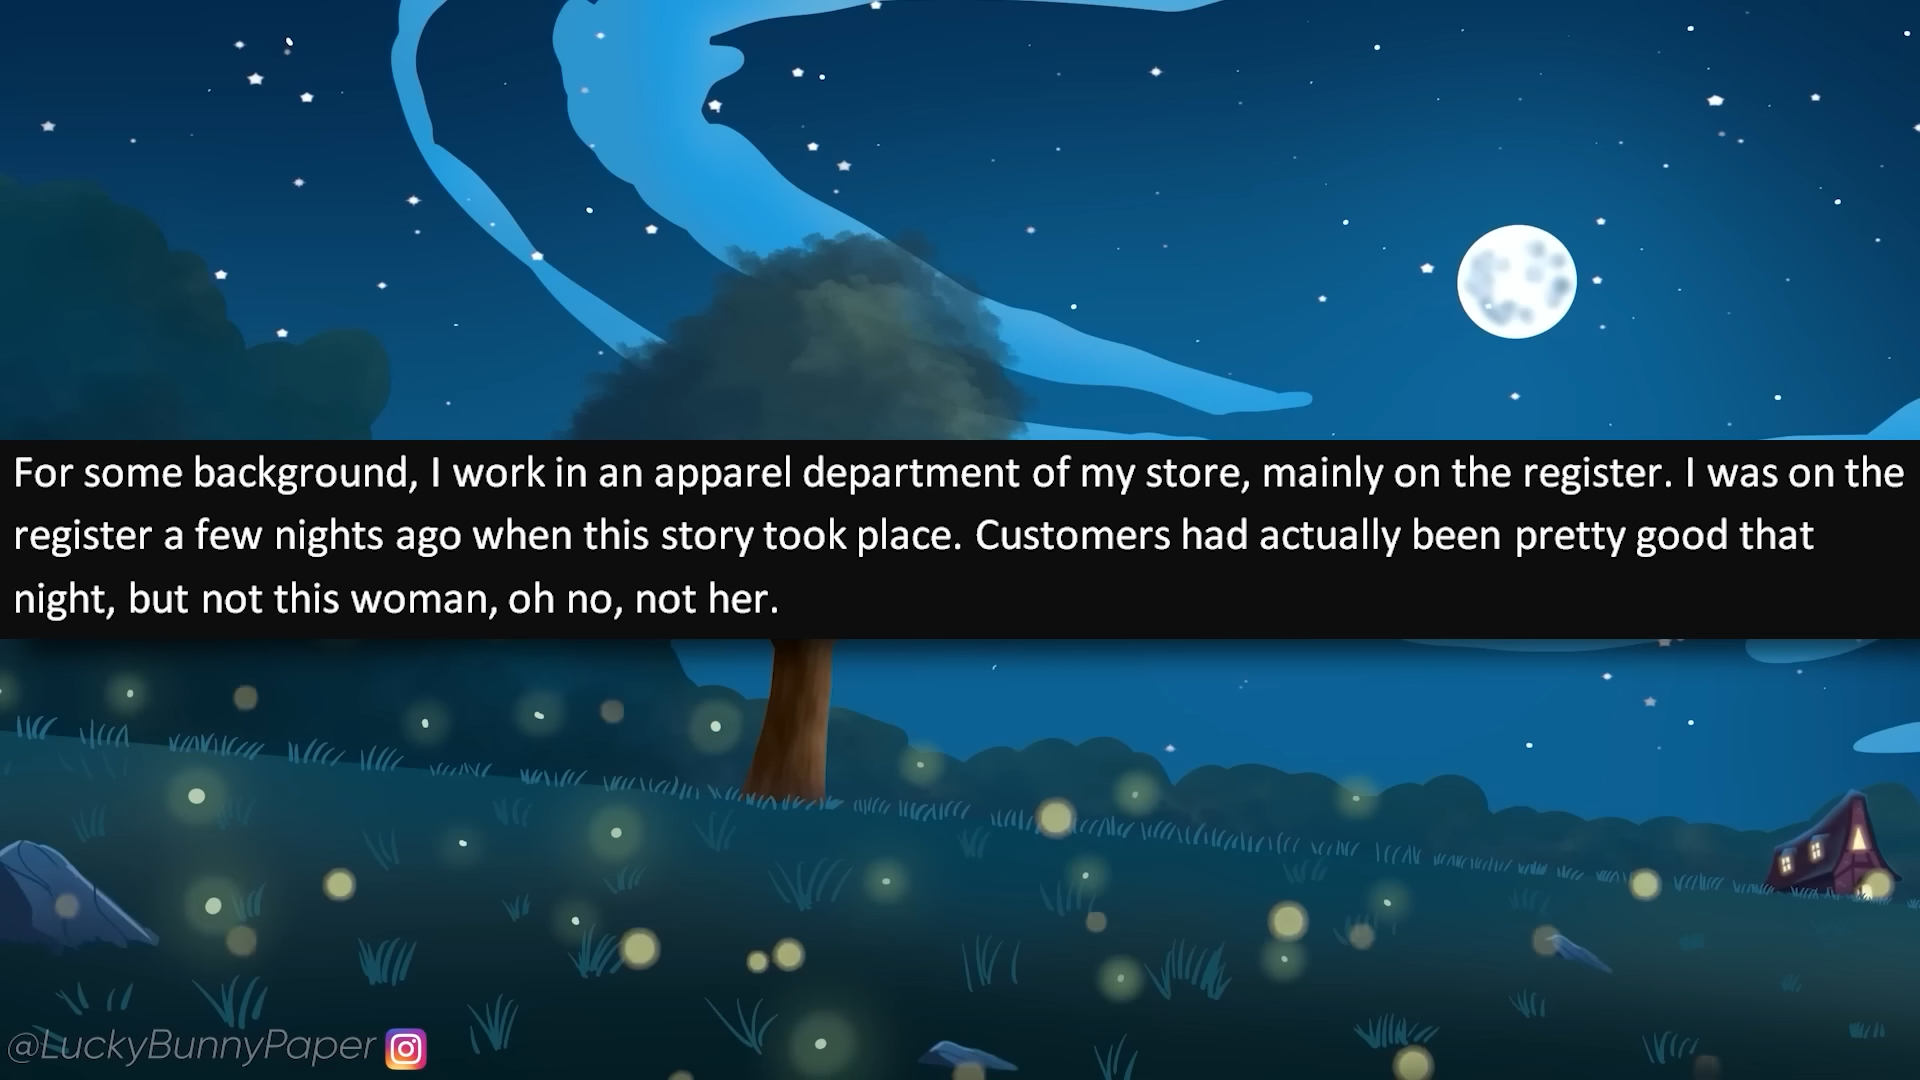 For some background, I work in an apparel department of my store, mainly on the register. I was on the
register a few nights ago when this story took place. Customers had actually been pretty good that
night, but not this woman, oh no, not her.
@LuckyBunnyPaper